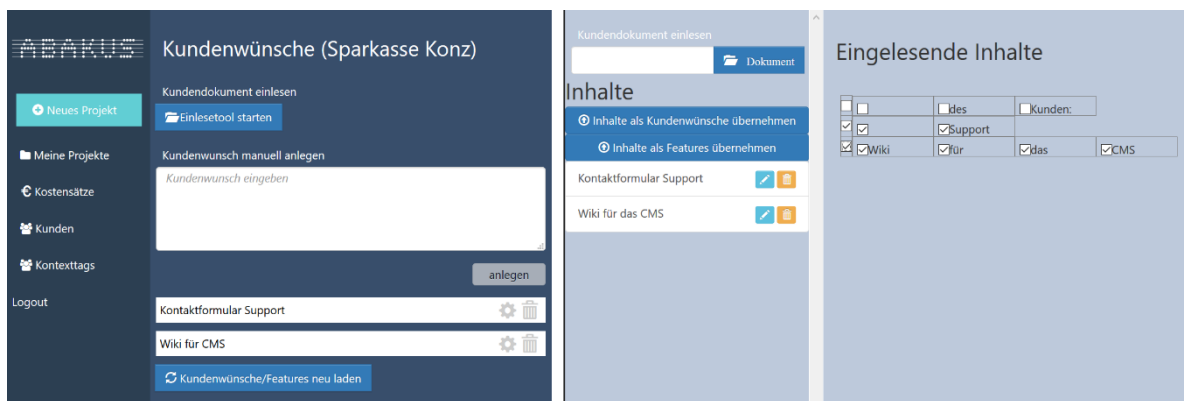 ABAKUS
Neues Projekt
Meine Projekte
€ Kostensätze
Kunden
Kontexttags
Logout
Kundenwünsche (Sparkasse Konz)
Kundendokument einlesen
Einlesetool starten
Kundenwunsch manuell anlegen
Kundenwunsch eingeben
anlegen
Kontaktformular Support
Wiki für CMS
Kundenwünsche/Features neu laden
Kundendokument einlesen
Dokument
Inhalte
Inhalte als Kundenwünsche übernehmen
Inhalte als Features übernehmen
Kontaktformular Support
Wiki für das CMS
Eingelesende Inhalte
des Kunden:
Support
Wiki für das CMS